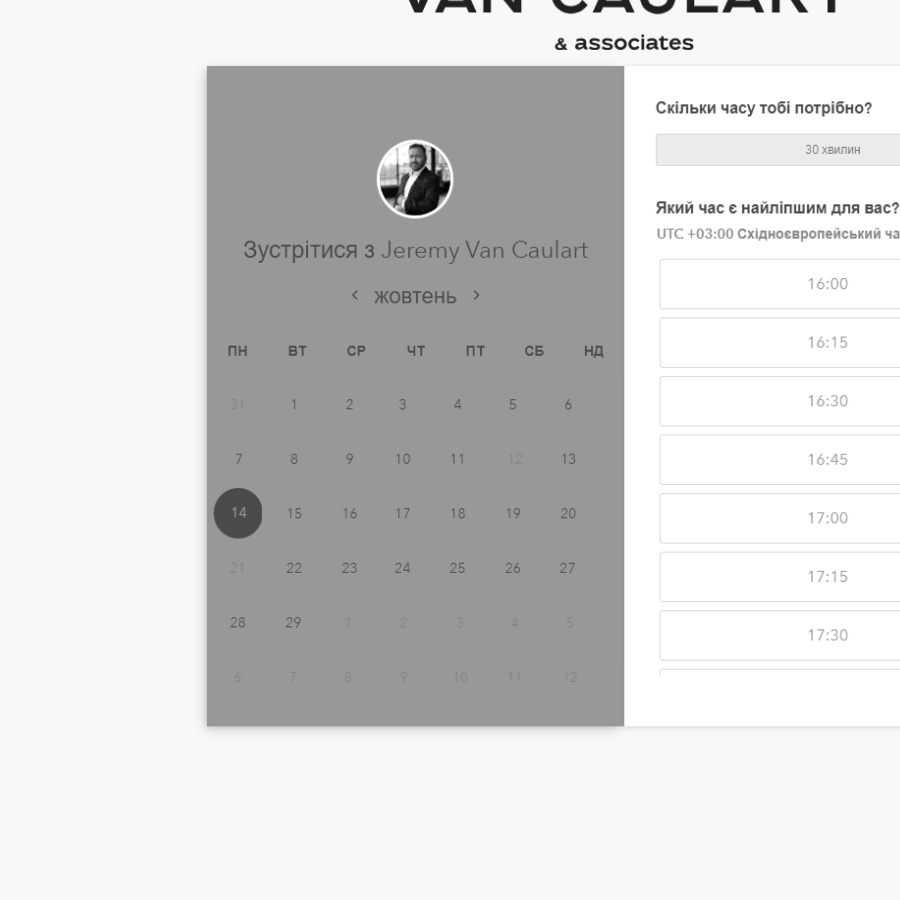 VAN CAULART
& associates
Зустрітися з Jeremy Van Caulart
жовтень
ПН ВТ СР ЧТ ПТ СБ НД
31 1 2 3 4 5 6
7 8 9 10 11 12 13
14 15 16 17 18 19 20
21 22 23 24 25 26 27
28 29 1 2 3 4 5
6 7 8 9 10 11 12
Скільки часу тобі потрібно?
30 хвилин
Який час є найліпшим для вас?
UTC +03:00 Східноєвропейський ча
16:00
16:15
16:30
16:45
17:00
17:15
17:30